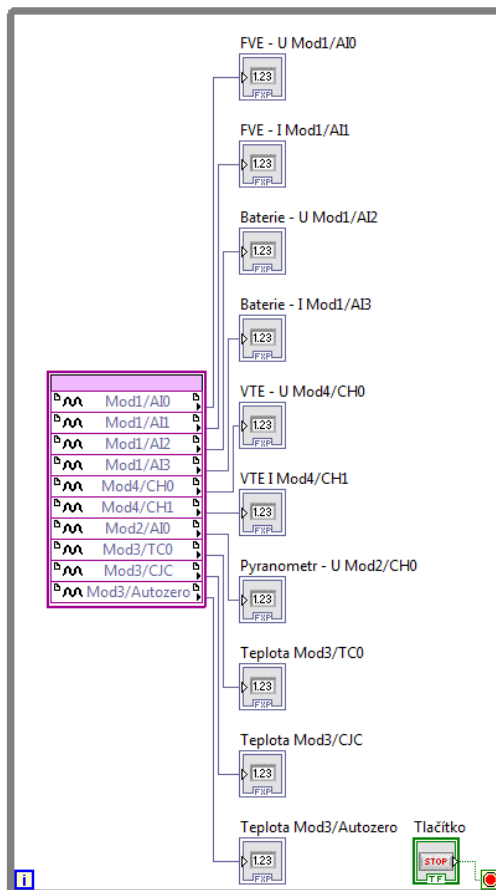 FVE - U Mod1/AI0
1.23
FXP
FVE - I Mod1/AI1
1.23
FXP
Baterie - U Mod1/AI2
1.23
FXP
Baterie - I Mod1/AI3
1.23
FXP
VTE - U Mod4/CH0
1.23
FXP
VTE I Mod4/CH1
1.23
FXP
Pyranometr - U Mod2/CH0
1.23
FXP
Teplota Mod3/TC0
1.23
FXP
Teplota Mod3/CJC
1.23
FXP
Teplota Mod3/Autozero
1.23
FXP
Mod1/AI0
Mod1/AI1
Mod1/AI2
Mod1/AI3
Mod4/CH0
Mod4/CH1
Mod2/AI0
Mod3/TC0
Mod3/CJC
Mod3/Autozero
Tlačítko
STOP
TF
i